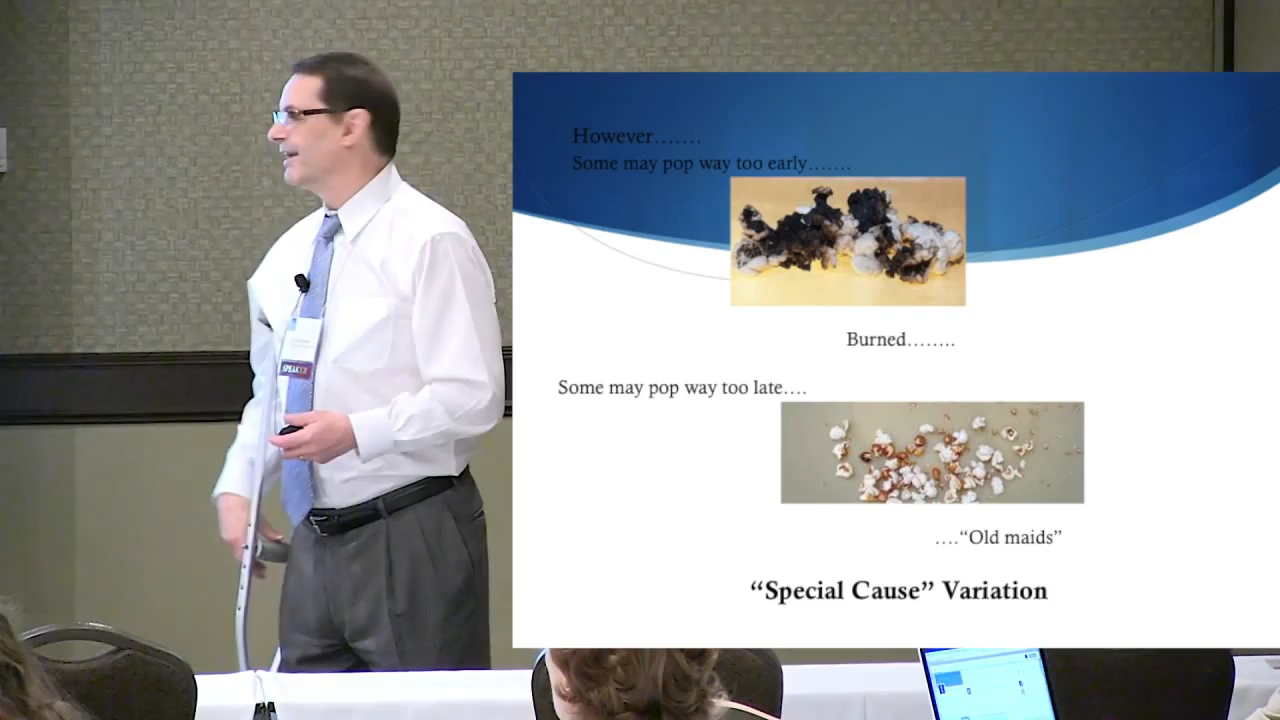 However…….
Some may pop way too early…….
Burned……..
Some may pop way too late….
….“Old maids”
“Special Cause” Variation
SPEAKER